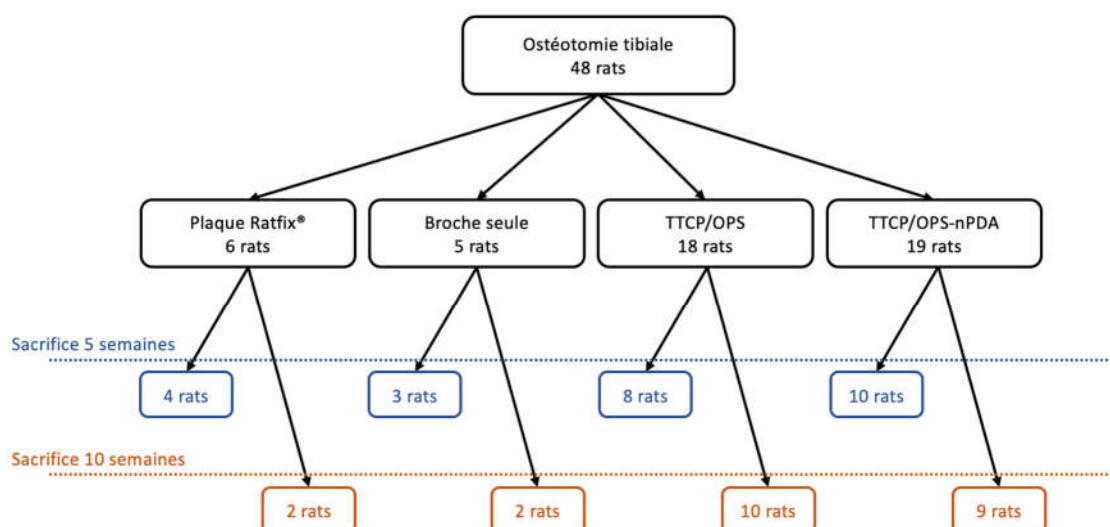 Ostéotomie tibiale
48 rats
Plaque Ratfix®
6 rats
Broche seule
5 rats
TTCP/OPS
18 rats
TTCP/OPS-nPDA
19 rats
Sacrifice 5 semaines
4 rats
3 rats
8 rats
10 rats
Sacrifice 10 semaines
2 rats
2 rats
10 rats
9 rats